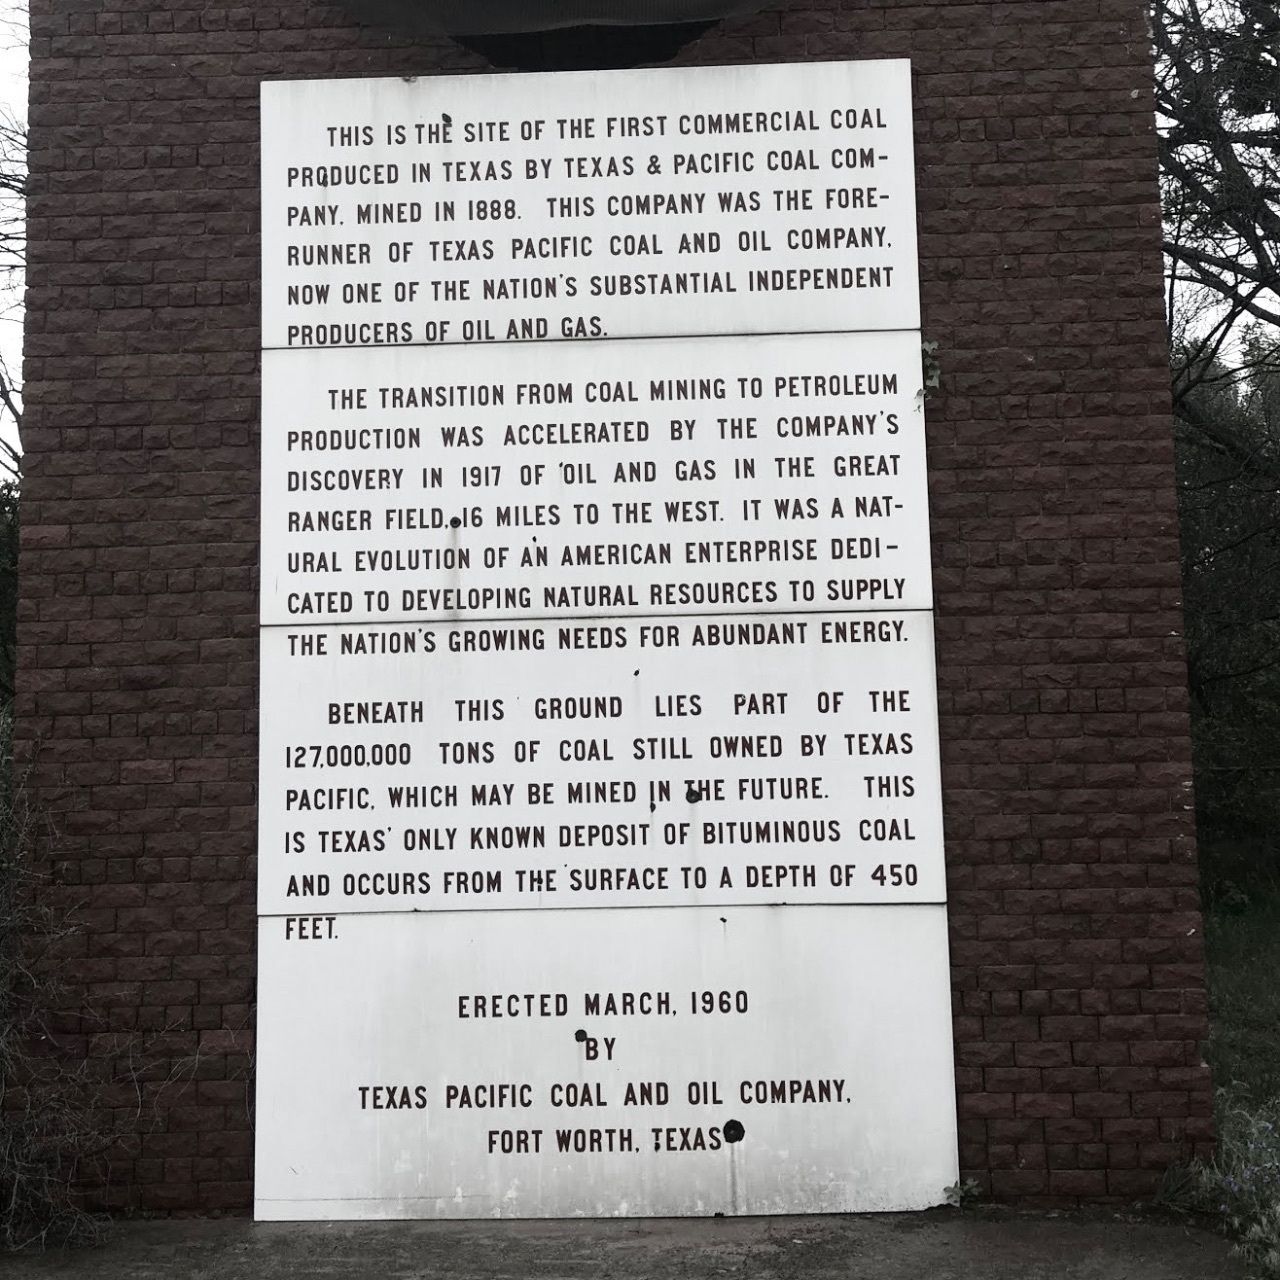 THIS IS THE SITE OF THE FIRST COMMERCIAL COAL
PRODUCED IN TEXAS BY TEXAS & PACIFIC COAL COM-
PANY, MINED IN 1888. THIS COMPANY WAS THE FORE-
RUNNER OF TEXAS PACIFIC COAL AND OIL COMPANY,
NOW ONE OF THE NATION'S SUBSTANTIAL INDEPENDENT
PRODUCERS OF OIL AND GAS.
THE TRANSITION FROM COAL MINING TO PETROLEUM
PRODUCTION WAS ACCELERATED BY THE COMPANY'S
DISCOVERY IN 1917 OF OIL AND GAS IN THE GREAT
RANGER FIELD, 16 MILES TO THE WEST. IT WAS A NAT-
URAL EVOLUTION OF AN AMERICAN ENTERPRISE DEDI-
CATED TO DEVELOPING NATURAL RESOURCES TO SUPPLY
THE NATION'S GROWING NEEDS FOR ABUNDANT ENERGY.
BENEATH THIS GROUND LIES PART OF THE
127,000,000 TONS OF COAL STILL OWNED BY TEXAS
PACIFIC, WHICH MAY BE MINED IN THE FUTURE. THIS
IS TEXAS' ONLY KNOWN DEPOSIT OF BITUMINOUS COAL
AND OCCURS FROM THE SURFACE TO A DEPTH OF 450
FEET.
ERECTED MARCH, 1960
BY
TEXAS PACIFIC COAL AND OIL COMPANY,
FORT WORTH, TEXAS